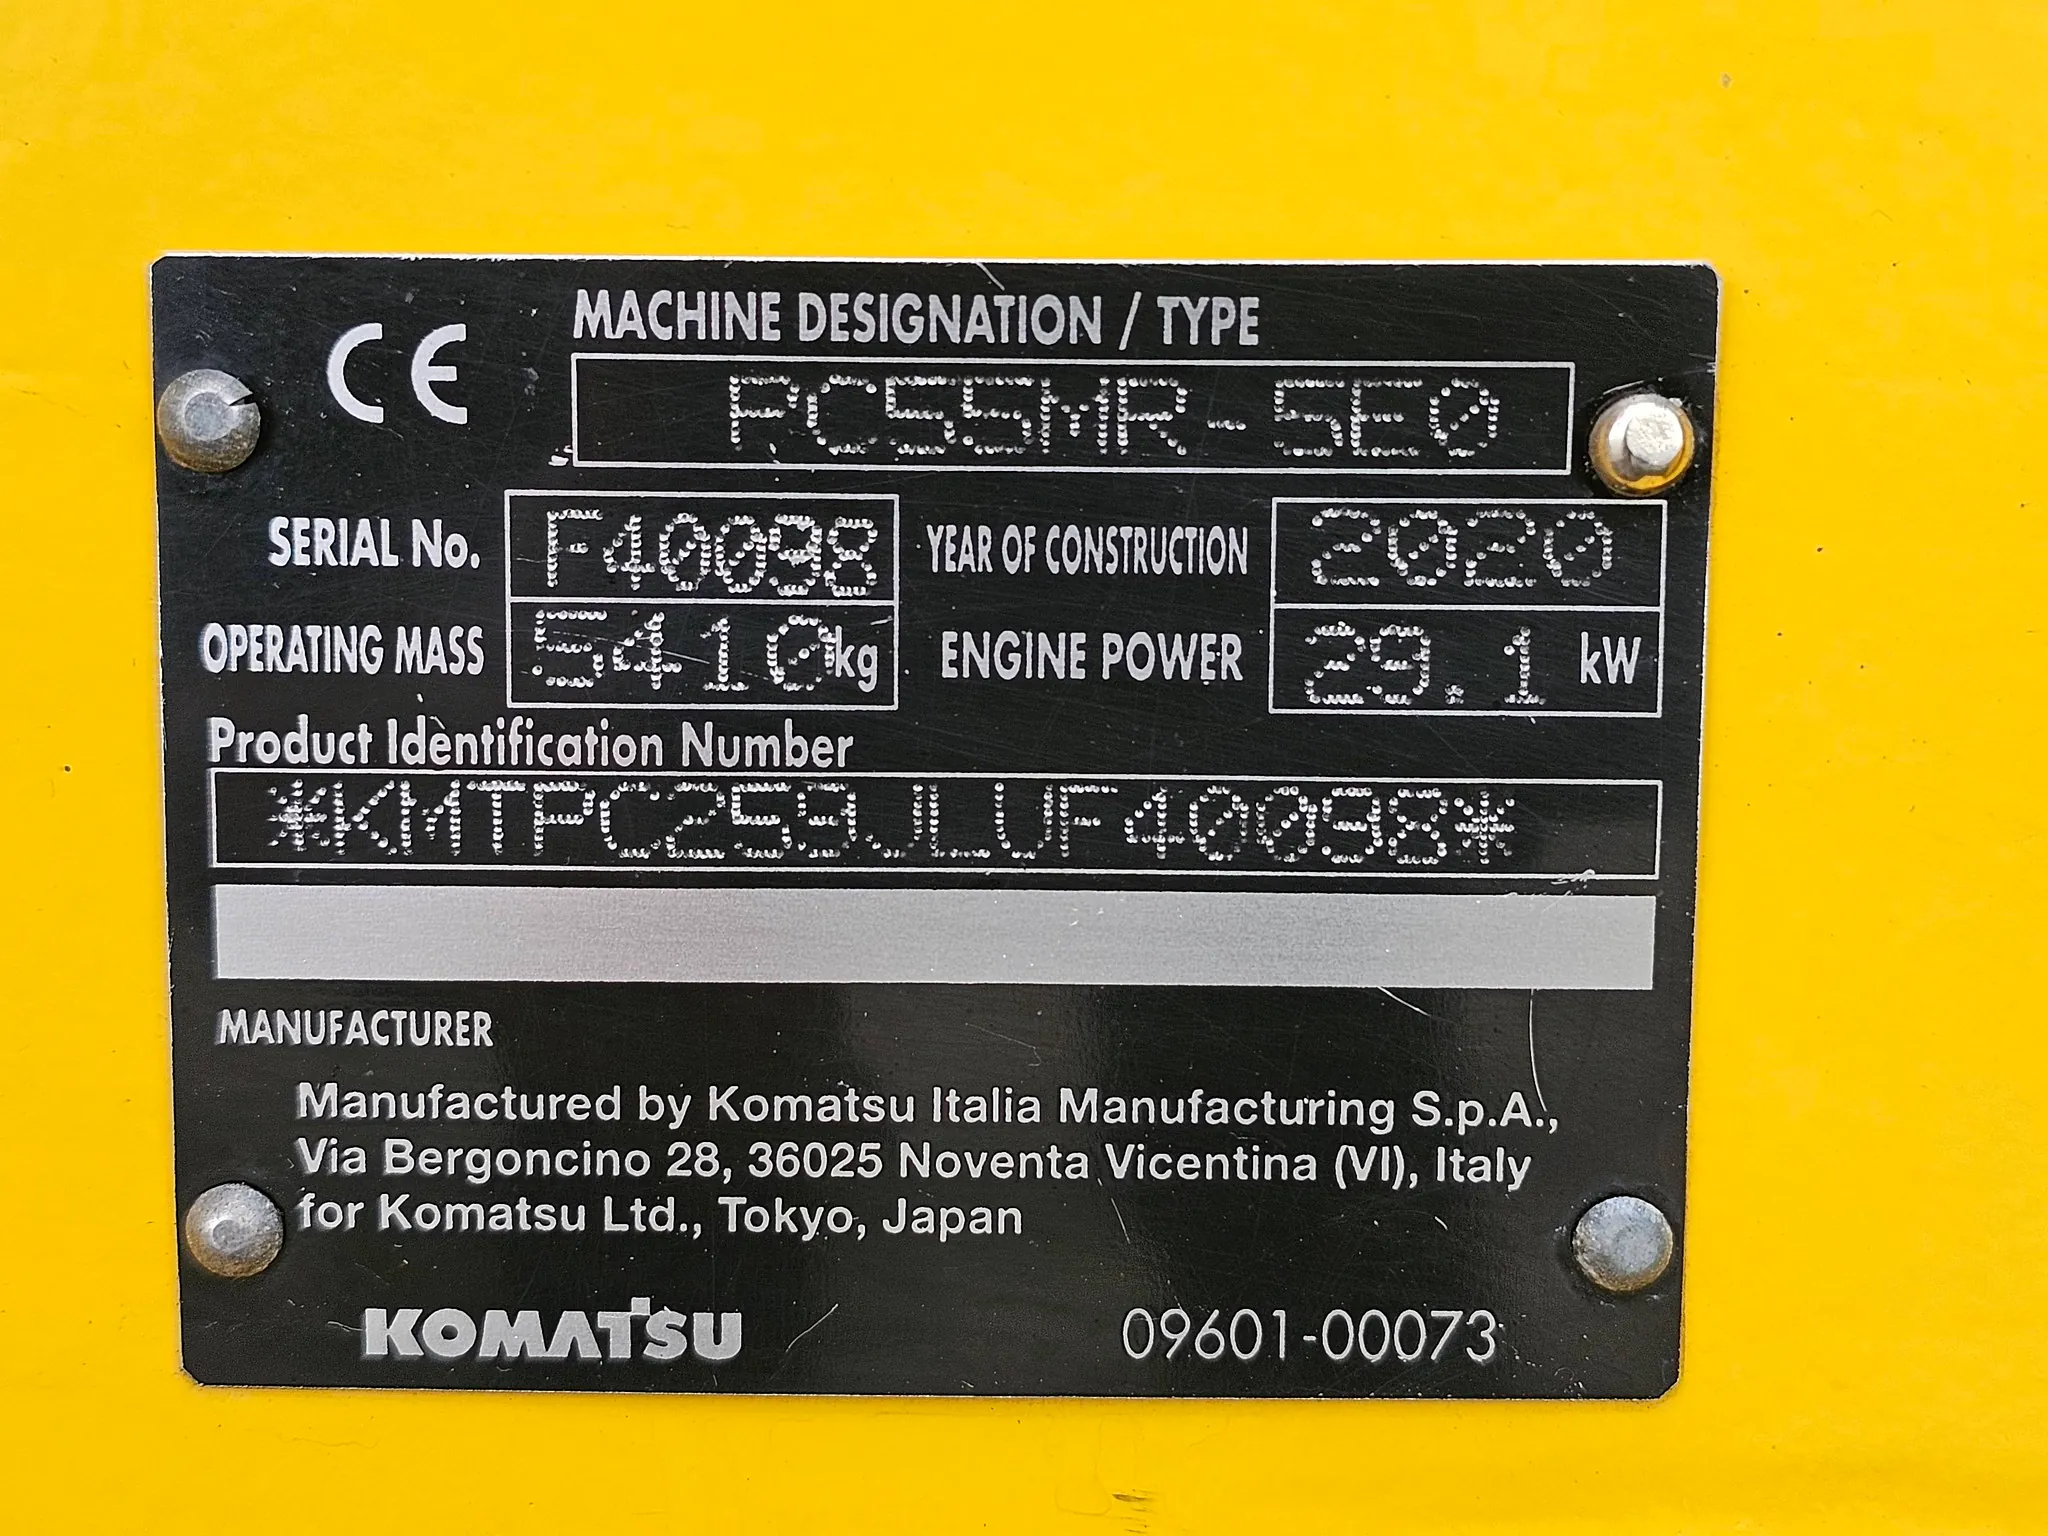 CE
MACHINE DESIGNATION / TYPE
PC55MR-5E0
SERIAL No. F40098 YEAR OF CONSTRUCTION 2020
OPERATING MASS 5410 kg ENGINE POWER 29.1 kW
Product Identification Number
*KMTPC259JLUF40098*
MANUFACTURER
Manufactured by Komatsu Italia Manufacturing S.p.A.,
Via Bergoncino 28, 36025 Noventa Vicentina (VI), Italy
for Komatsu Ltd., Tokyo, Japan
KOMATSU 09601-00073